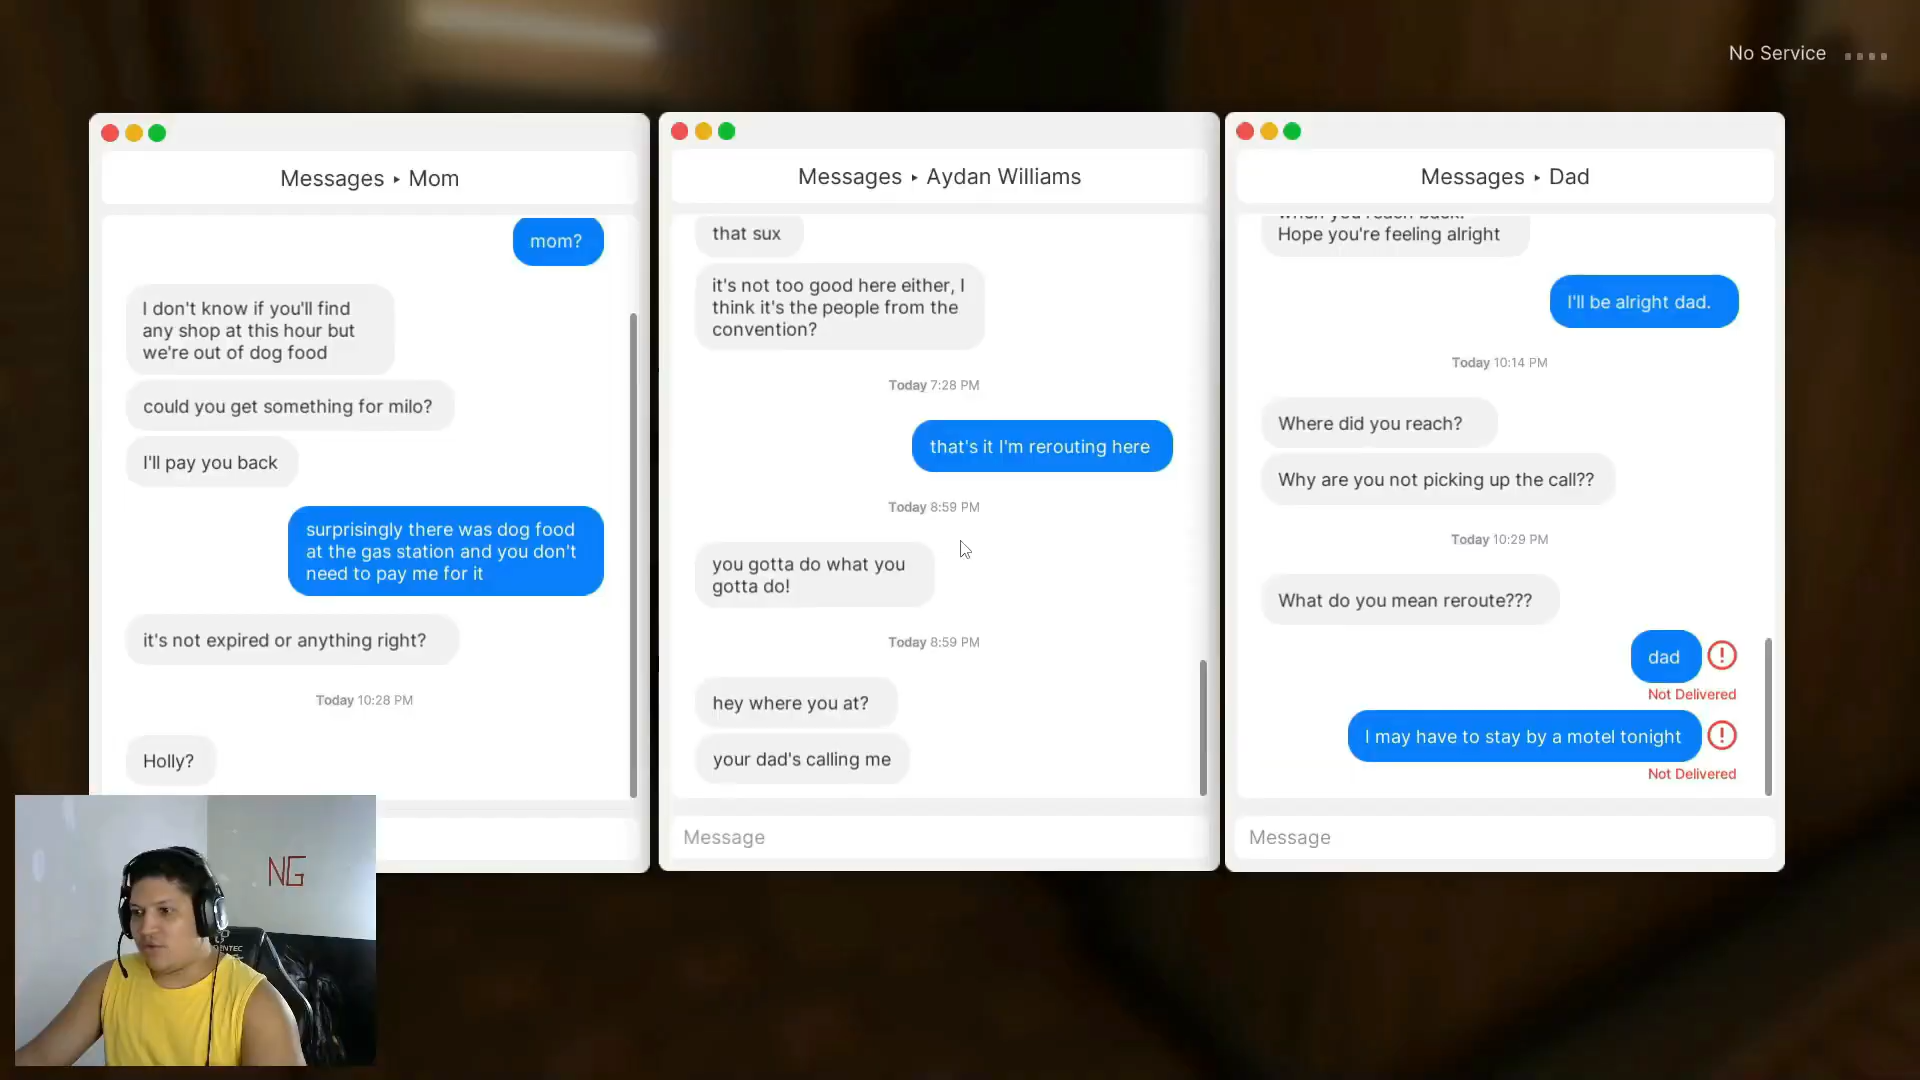 No Service
Messages ‣ Mom
mom?
I don't know if you'll find
any shop at this hour but
we're out of dog food
could you get something for milo?
I'll pay you back
surprisingly there was dog food
at the gas station and you don't
need to pay me for it
it's not expired or anything right?
Today 10:28 PM
Holly?
Messages ‣ Aydan Williams
that sux
it's not too good here either, I
think it's the people from the
convention?
Today 7:28 PM
that's it I'm rerouting here
Today 8:59 PM
you gotta do what you
gotta do!
Today 8:59 PM
hey where you at?
your dad's calling me
Message
Messages ‣ Dad
when you reach back.
Hope you're feeling alright
I'll be alright dad.
Today 10:14 PM
Where did you reach?
Why are you not picking up the call??
Today 10:29 PM
What do you mean reroute???
dad
Not Delivered
I may have to stay by a motel tonight
Not Delivered
Message
NG